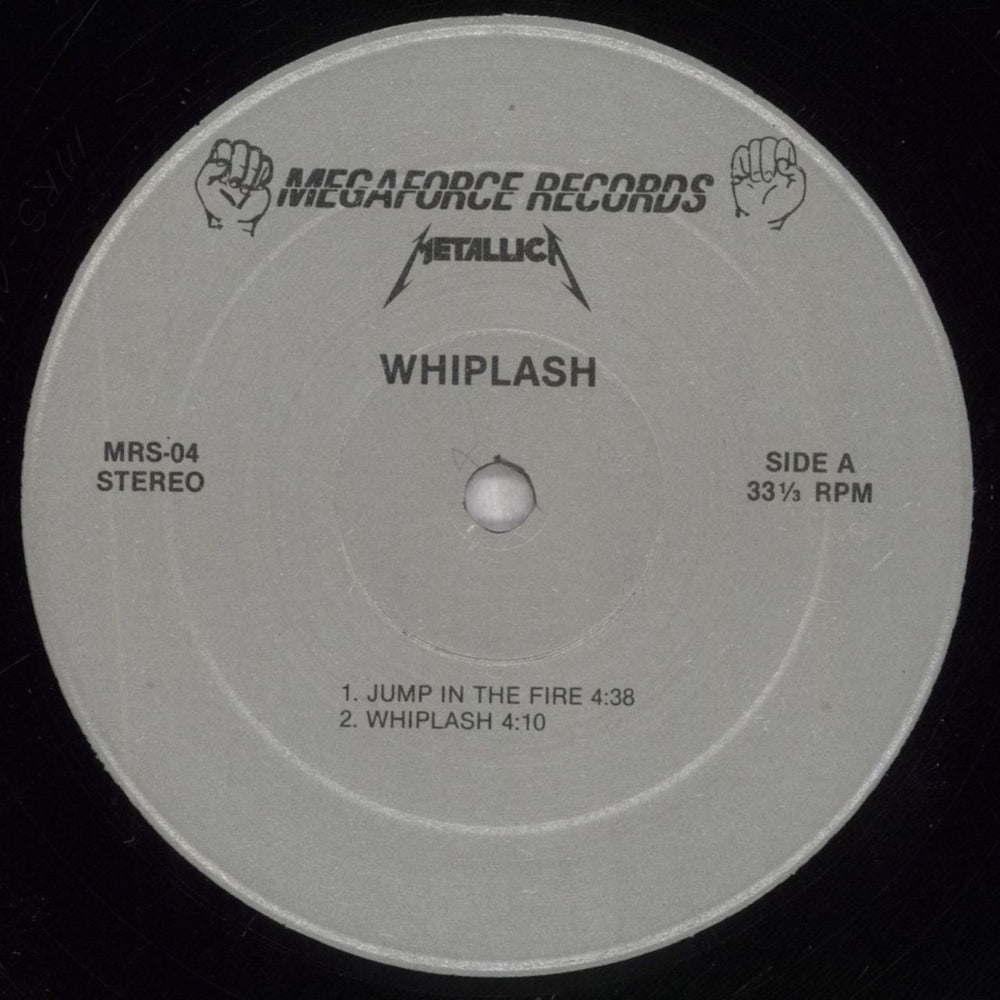 MEGAFORCE RECORDS
METALLICA
WHIPLASH
MRS-04
STEREO
SIDE A
33⅓ RPM
1. JUMP IN THE FIRE 4:38
2. WHIPLASH 4:10